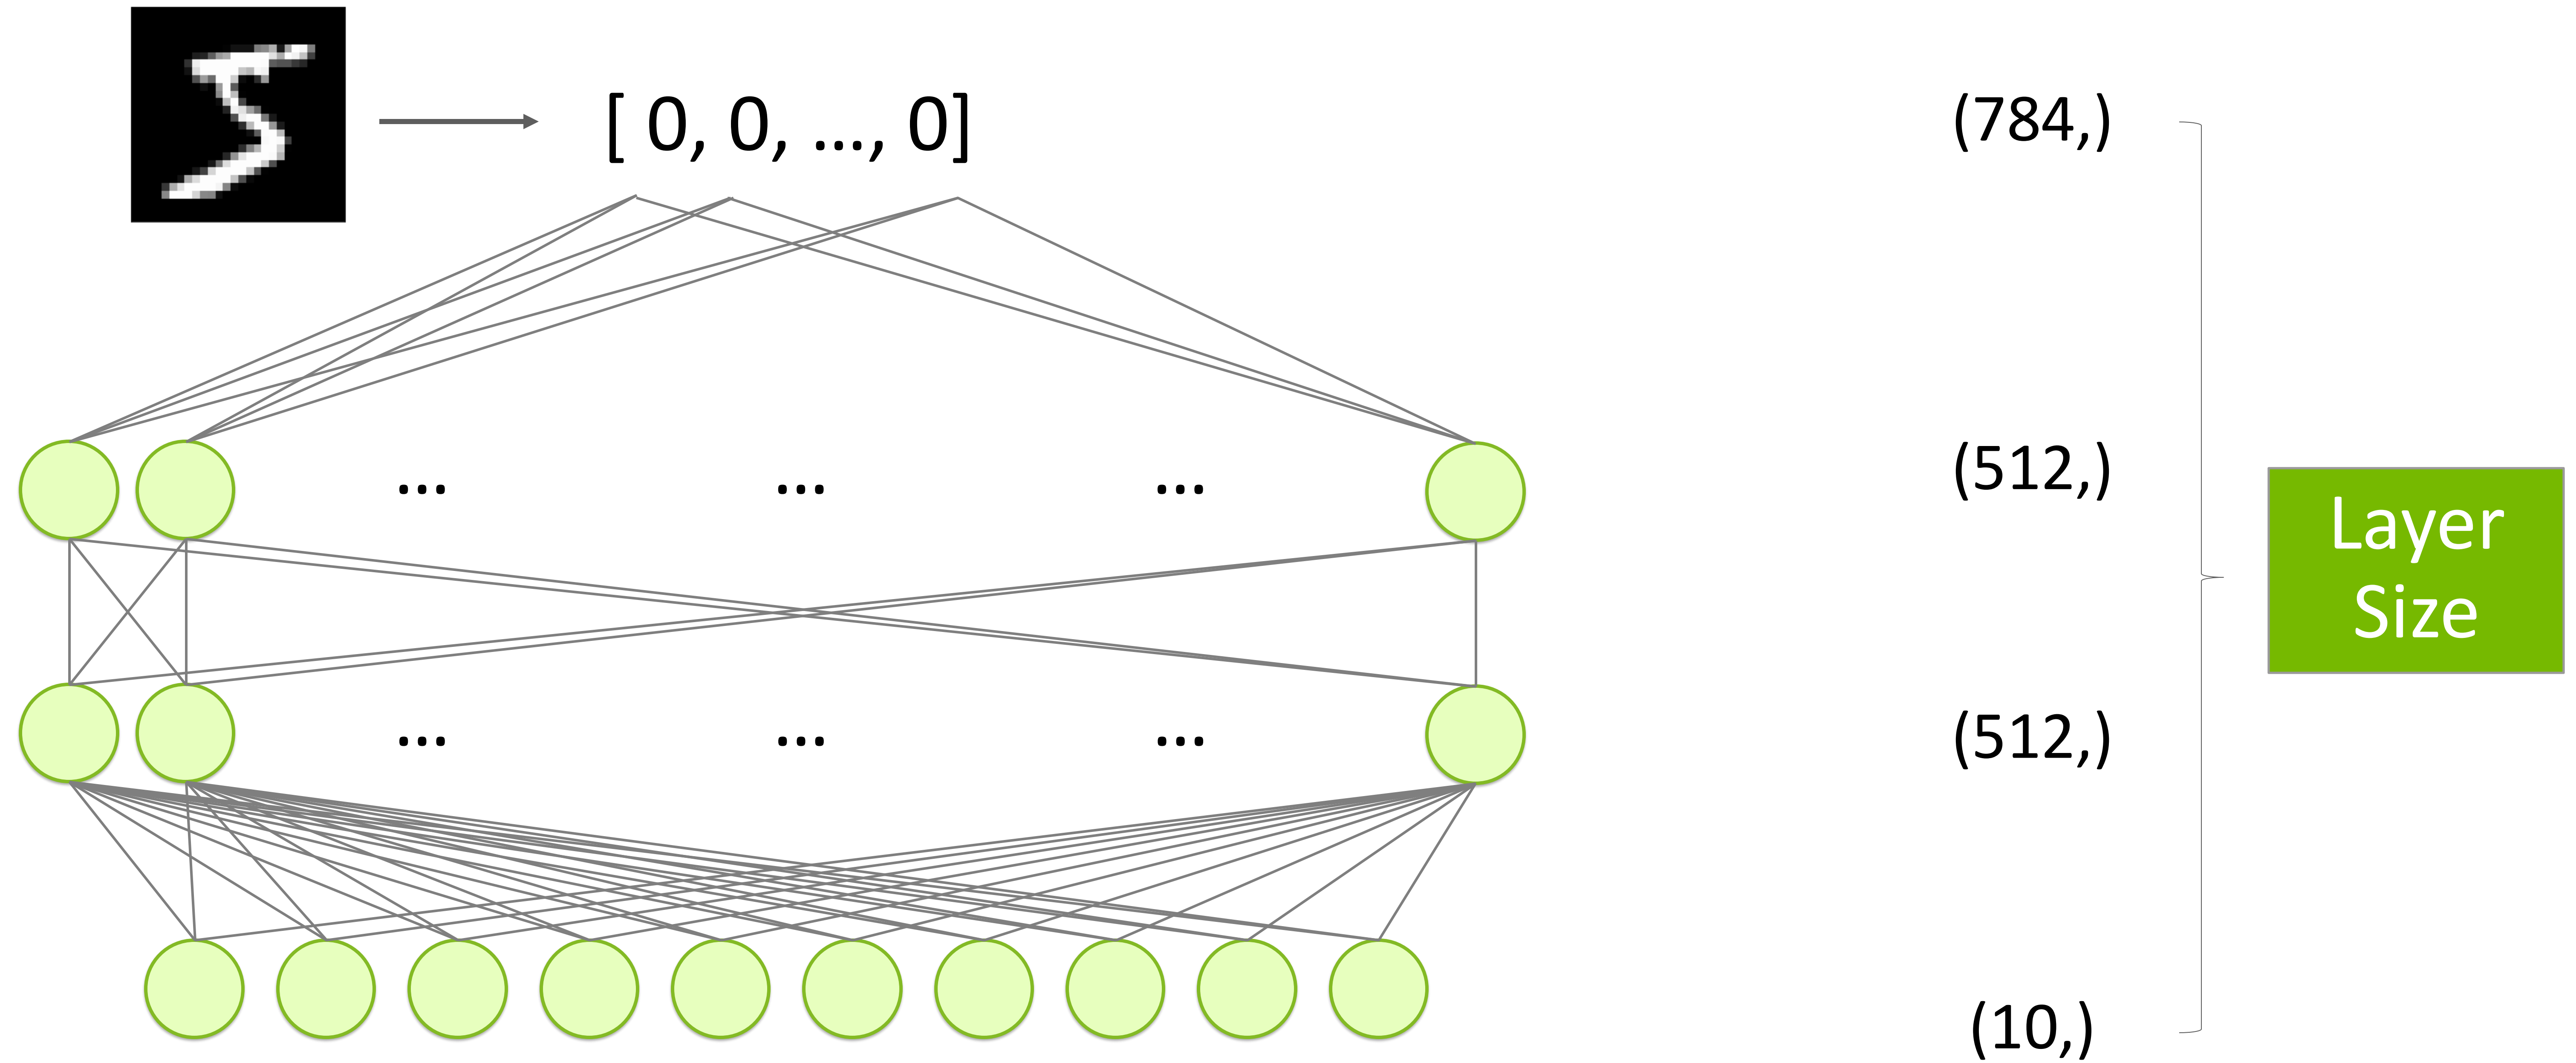 [ 0, 0, ..., 0]
(784,)
... ... ...
(512,)
Layer
Size
... ... ...
(512,)
(10,)